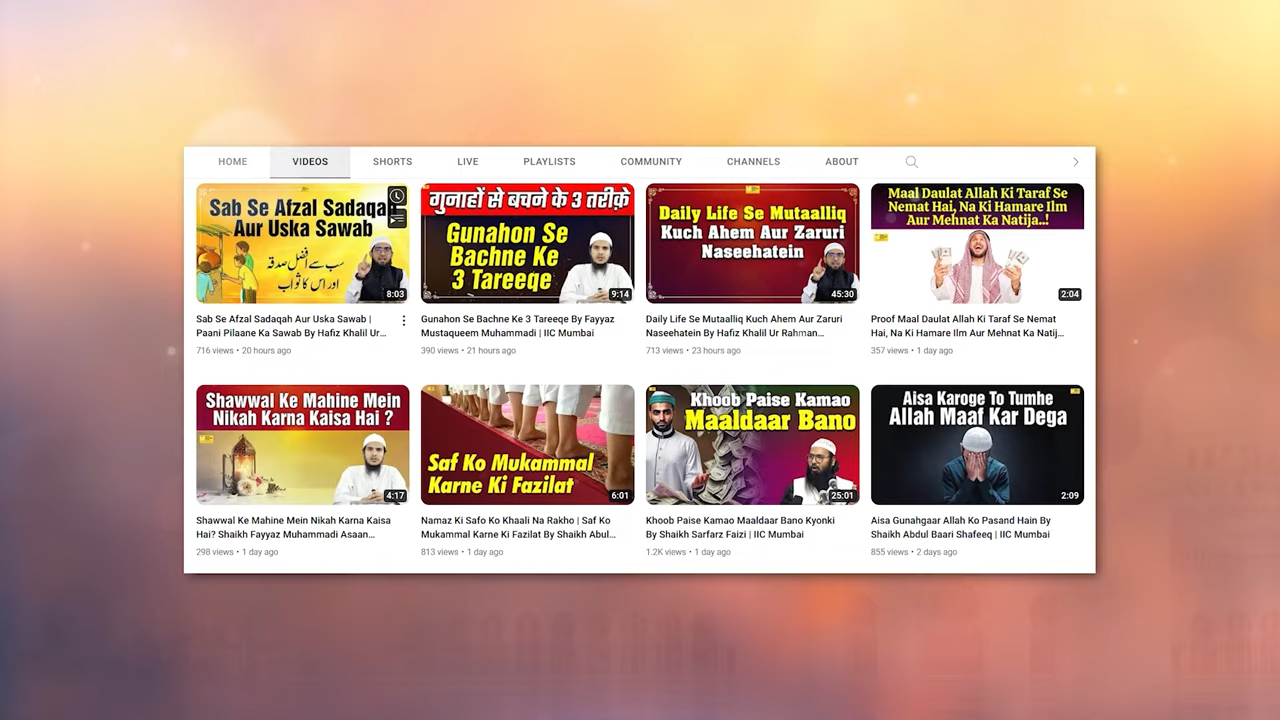 HOME
VIDEOS
SHORTS
LIVE
PLAYLISTS
COMMUNITY
CHANNELS
ABOUT
Sab Se Afzal Sadaqah
Aur Uska Sawab
سب سے افضل صدقہ
اور اس کا ثواب
8:03
गुनाहों से बचने के 3 तरीक़े
Gunahon Se
Bachne Ke
3 Tareeqe
9:14
Daily Life Se Mutaalliq
Kuch Ahem Aur Zaruri
Naseehatein
45:30
Maal Daulat Allah Ki Taraf Se
Nemat Hai, Na Ki Hamare Ilm
Aur Mehnat Ka Natija..!
2:04
Sab Se Afzal Sadaqah Aur Uska Sawab |
Paani Pilaane Ka Sawab By Hafiz Khalil Ur...
716 views • 20 hours ago
Gunahon Se Bachne Ke 3 Tareeqe By Fayyaz
Mustaqueem Muhammadi | IIC Mumbai
390 views • 21 hours ago
Daily Life Se Mutaalliq Kuch Ahem Aur Zaruri
Naseehatein By Hafiz Khalil Ur Rahman...
713 views • 23 hours ago
Proof Maal Daulat Allah Ki Taraf Se Nemat
Hai, Na Ki Hamare Ilm Aur Mehnat Ka Natij...
357 views • 1 day ago
Shawwal Ke Mahine Mein
Nikah Karna Kaisa Hai ?
4:17
Saf Ko Mukammal
Karne Ki Fazilat
6:01
Khoob Paise Kamao
Maaldaar Bano
25:01
Aisa Karoge To Tumhe
Allah Maaf Kar Dega
2:09
Shawwal Ke Mahine Mein Nikah Karna Kaisa
Hai? Shaikh Fayyaz Muhammadi Asaan...
298 views • 1 day ago
Namaz Ki Safo Ko Khaali Na Rakho | Saf Ko
Mukammal Karne Ki Fazilat By Shaikh Abul...
813 views • 1 day ago
Khoob Paise Kamao Maaldaar Bano Kyonki
By Shaikh Sarfarz Faizi | IIC Mumbai
1.2K views • 1 day ago
Aisa Gunahgaar Allah Ko Pasand Hain By
Shaikh Abdul Baari Shafeeq | IIC Mumbai
855 views • 2 days ago